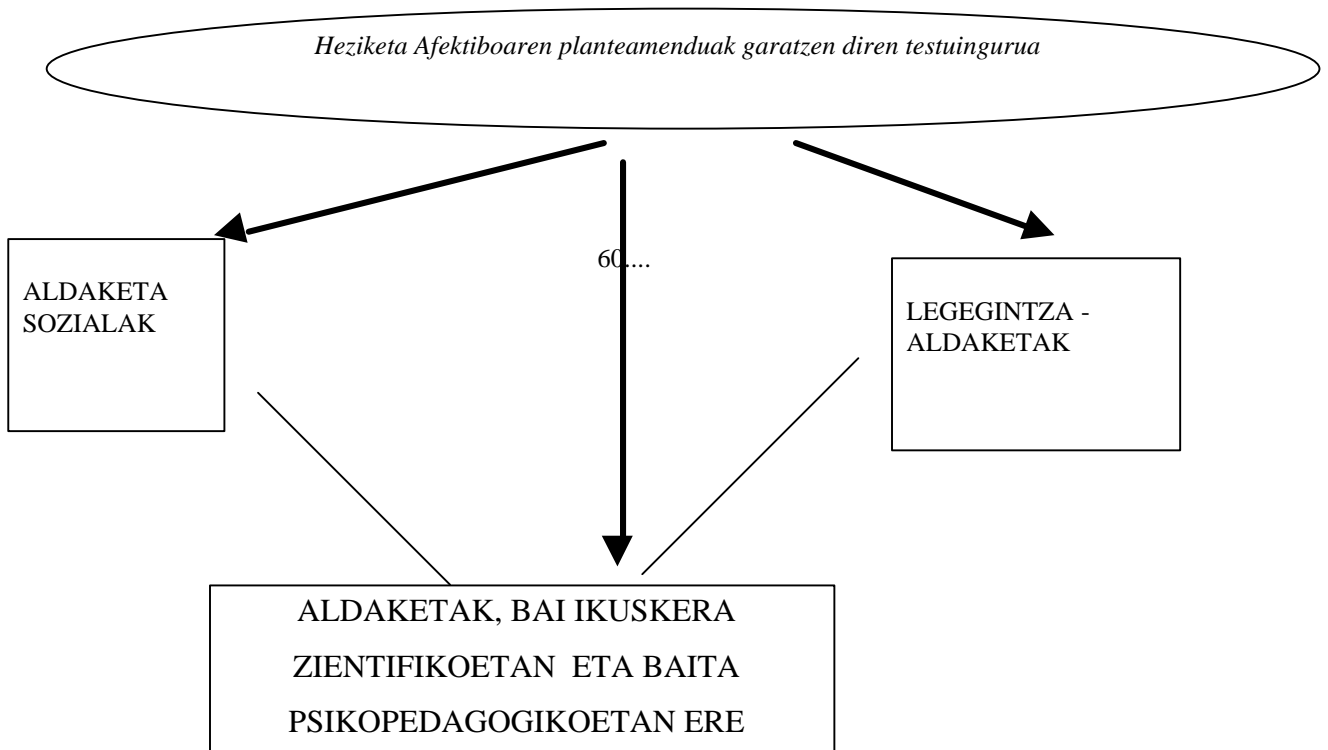 Heziketa Afektiboaren planteamenduak garatzen diren testuingurua
60....
ALDAKETA
SOZIALAK
LEGEGINTZA -
ALDAKETAK
ALDAKETAK, BAI IKUSKERA
ZIENTIFIKOETAN ETA BAITA
PSIKOPEDAGOGIKOETAN ERE